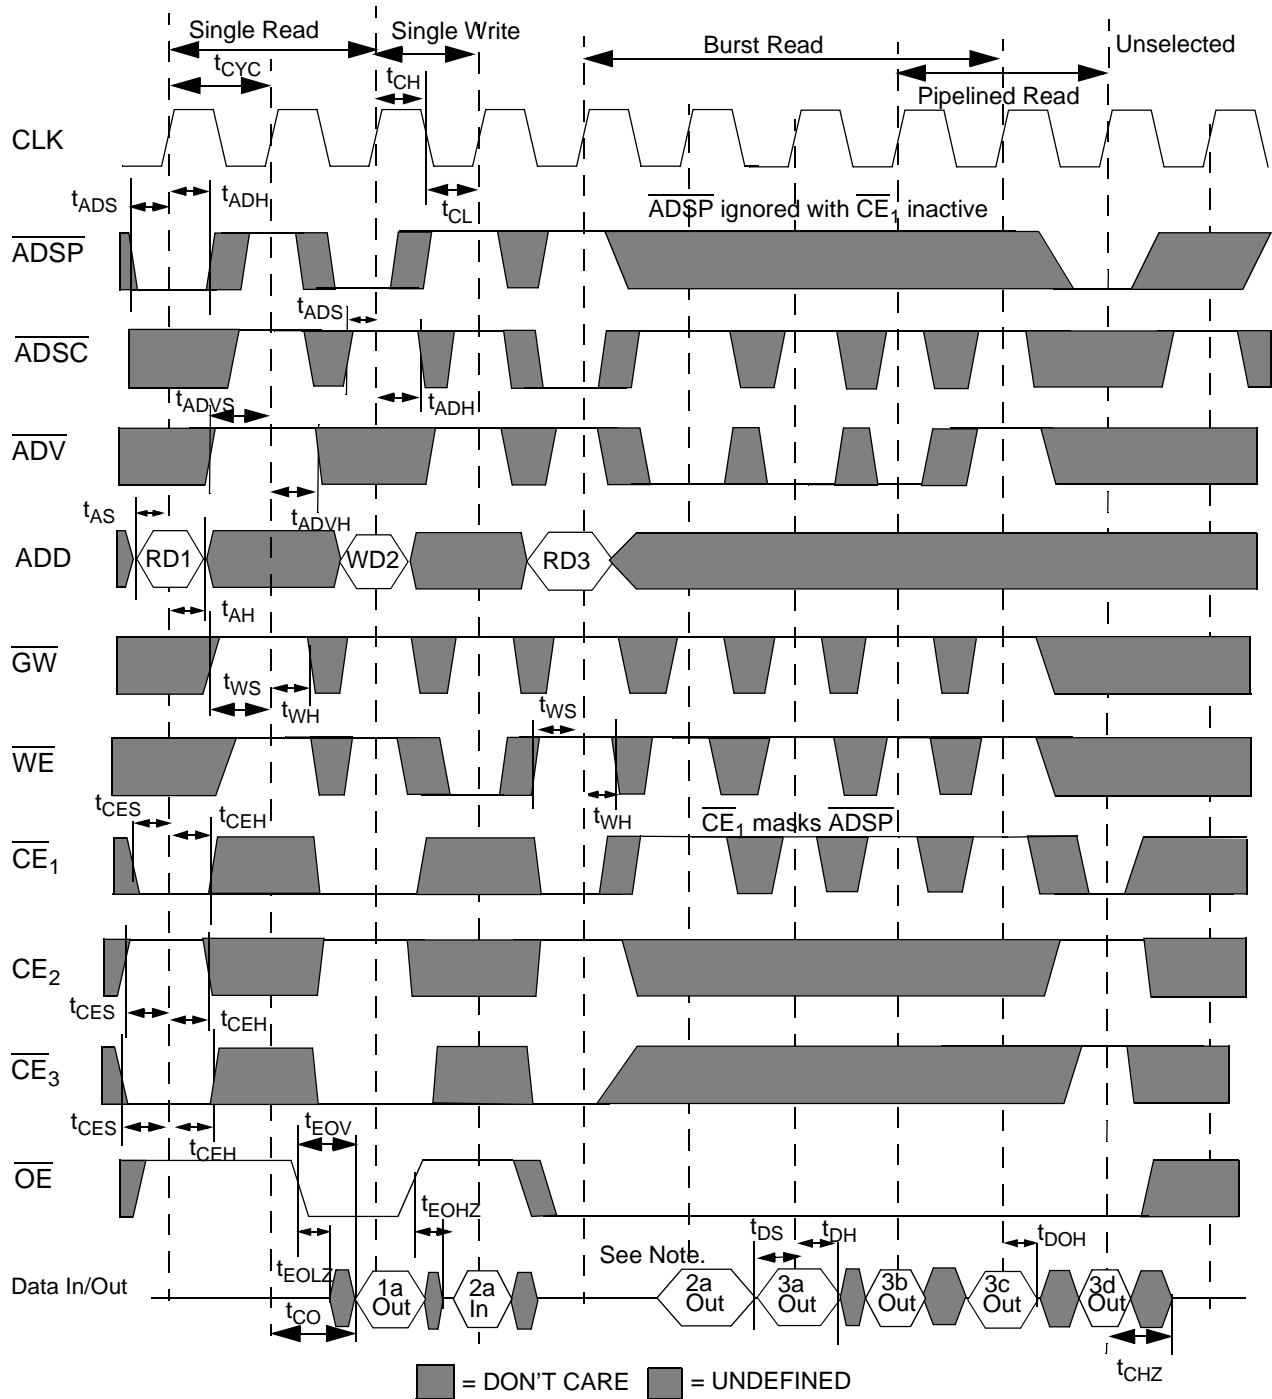 Single Read
Single Write
Burst Read
Unselected
tCYC
tCH
Pipelined Read
CLK
tADS
tADH
tCL
ADSP ignored with CE1 inactive
ADSP
tADS
ADSC
tADVS
tADH
ADV
tAS
tADVH
ADD
RD1
WD2
RD3
tAH
GW
tWS
tWH
tWS
WE
tCES
tCEH
tWH
CE1 masks ADSP
CE1
CE2
tCES
tCEH
CE3
tCES
tCEH
tEOV
OE
tEOHZ
See Note.
tDS
tDH
tDOH
tEOLZ
Data In/Out
1a Out
2a In
2a Out
3a Out
3b Out
3c Out
3d Out
tCO
tCHZ
= DON'T CARE
= UNDEFINED